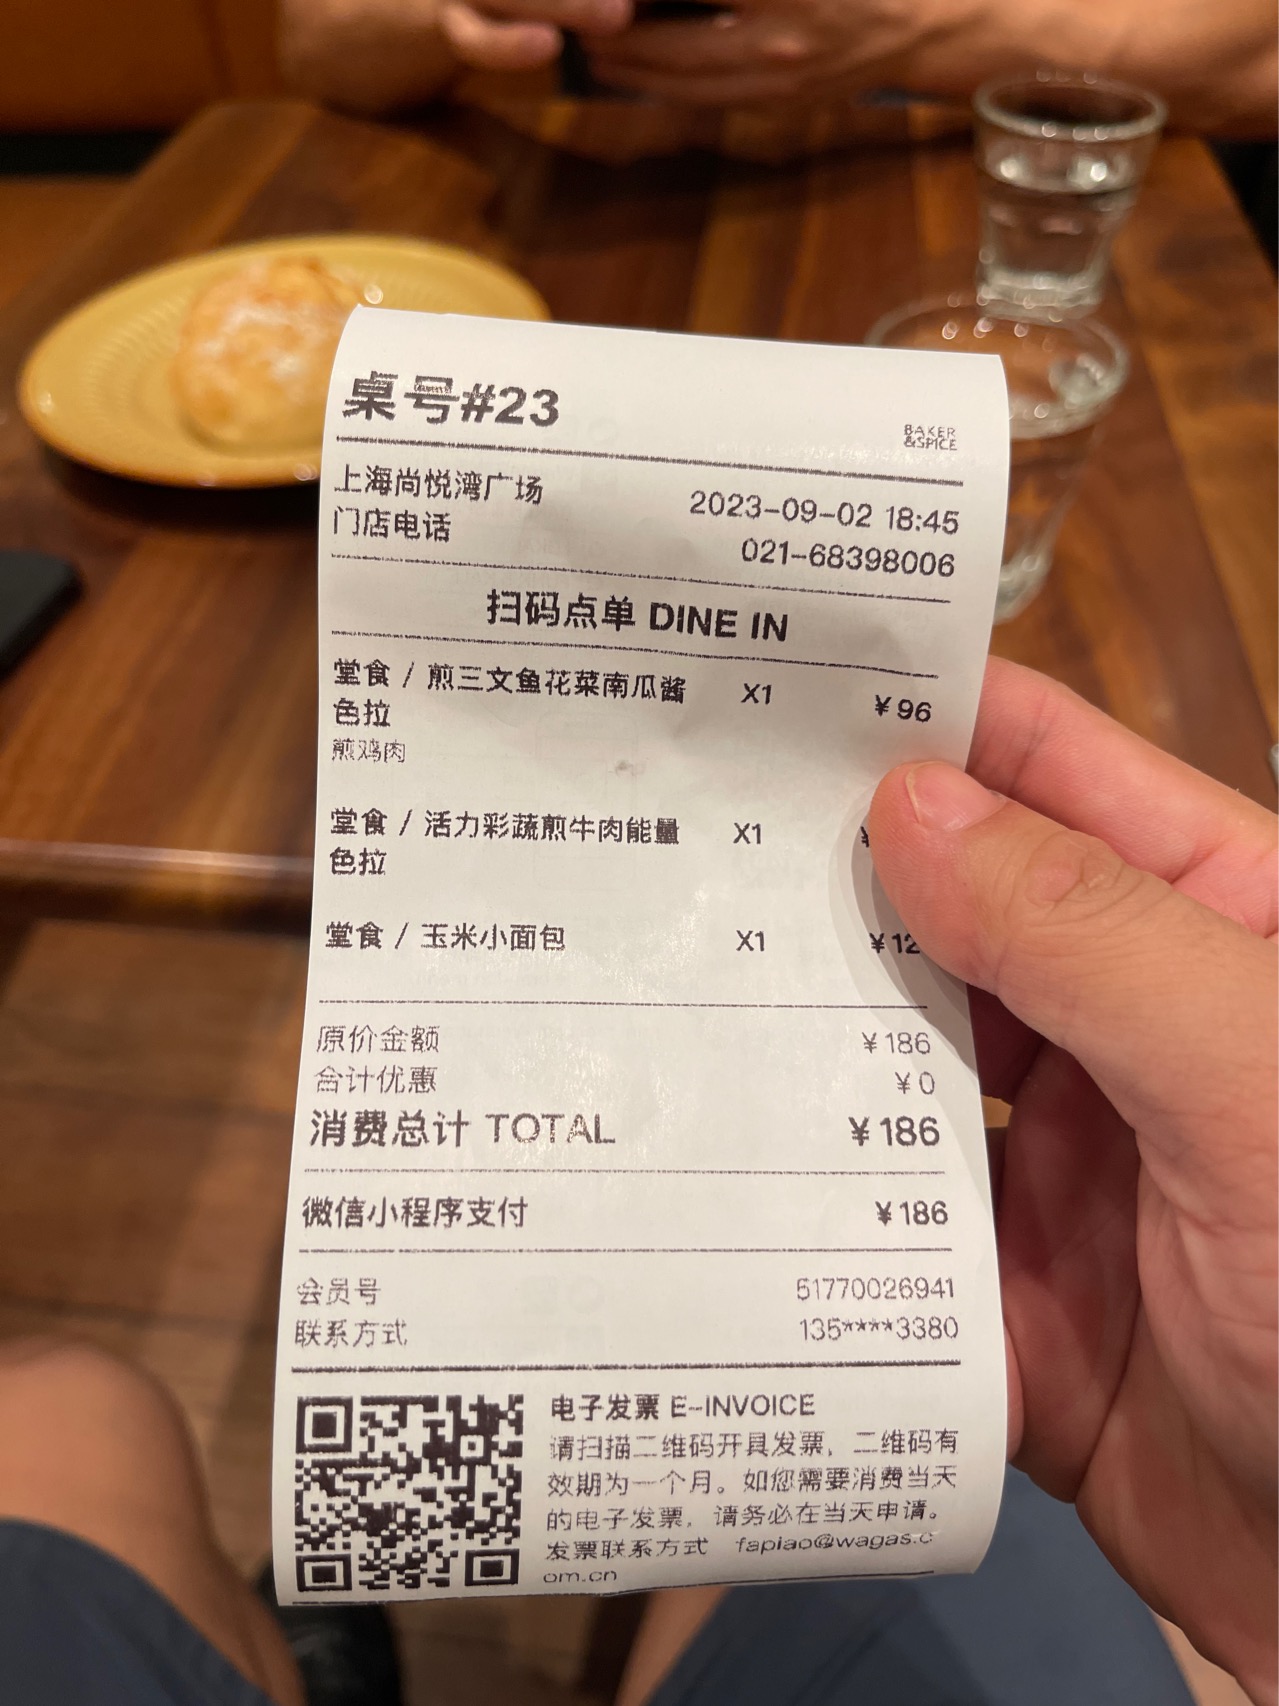 桌号#23
BAKER
&SPICE
上海尚悦湾广场 2023-09-02 18:45
门店电话 021-68398006
扫码点单 DINE IN
堂食 / 煎三文鱼花菜南瓜酱 X1 ¥96
色拉
煎鸡肉
堂食 / 活力彩蔬煎牛肉能量 X1 ¥
色拉
堂食 / 玉米小面包 X1 ¥12
原价金额 ¥186
合计优惠 ¥0
消费总计 TOTAL ¥186
微信小程序支付 ¥186
会员号 51770026941
联系方式 135****3380
电子发票 E-INVOICE
请扫描二维码开具发票，二维码有
效期为一个月。如您需要消费当天
的电子发票，请务必在当天申请。
发票联系方式 fapiao@wagas.c
om.cn